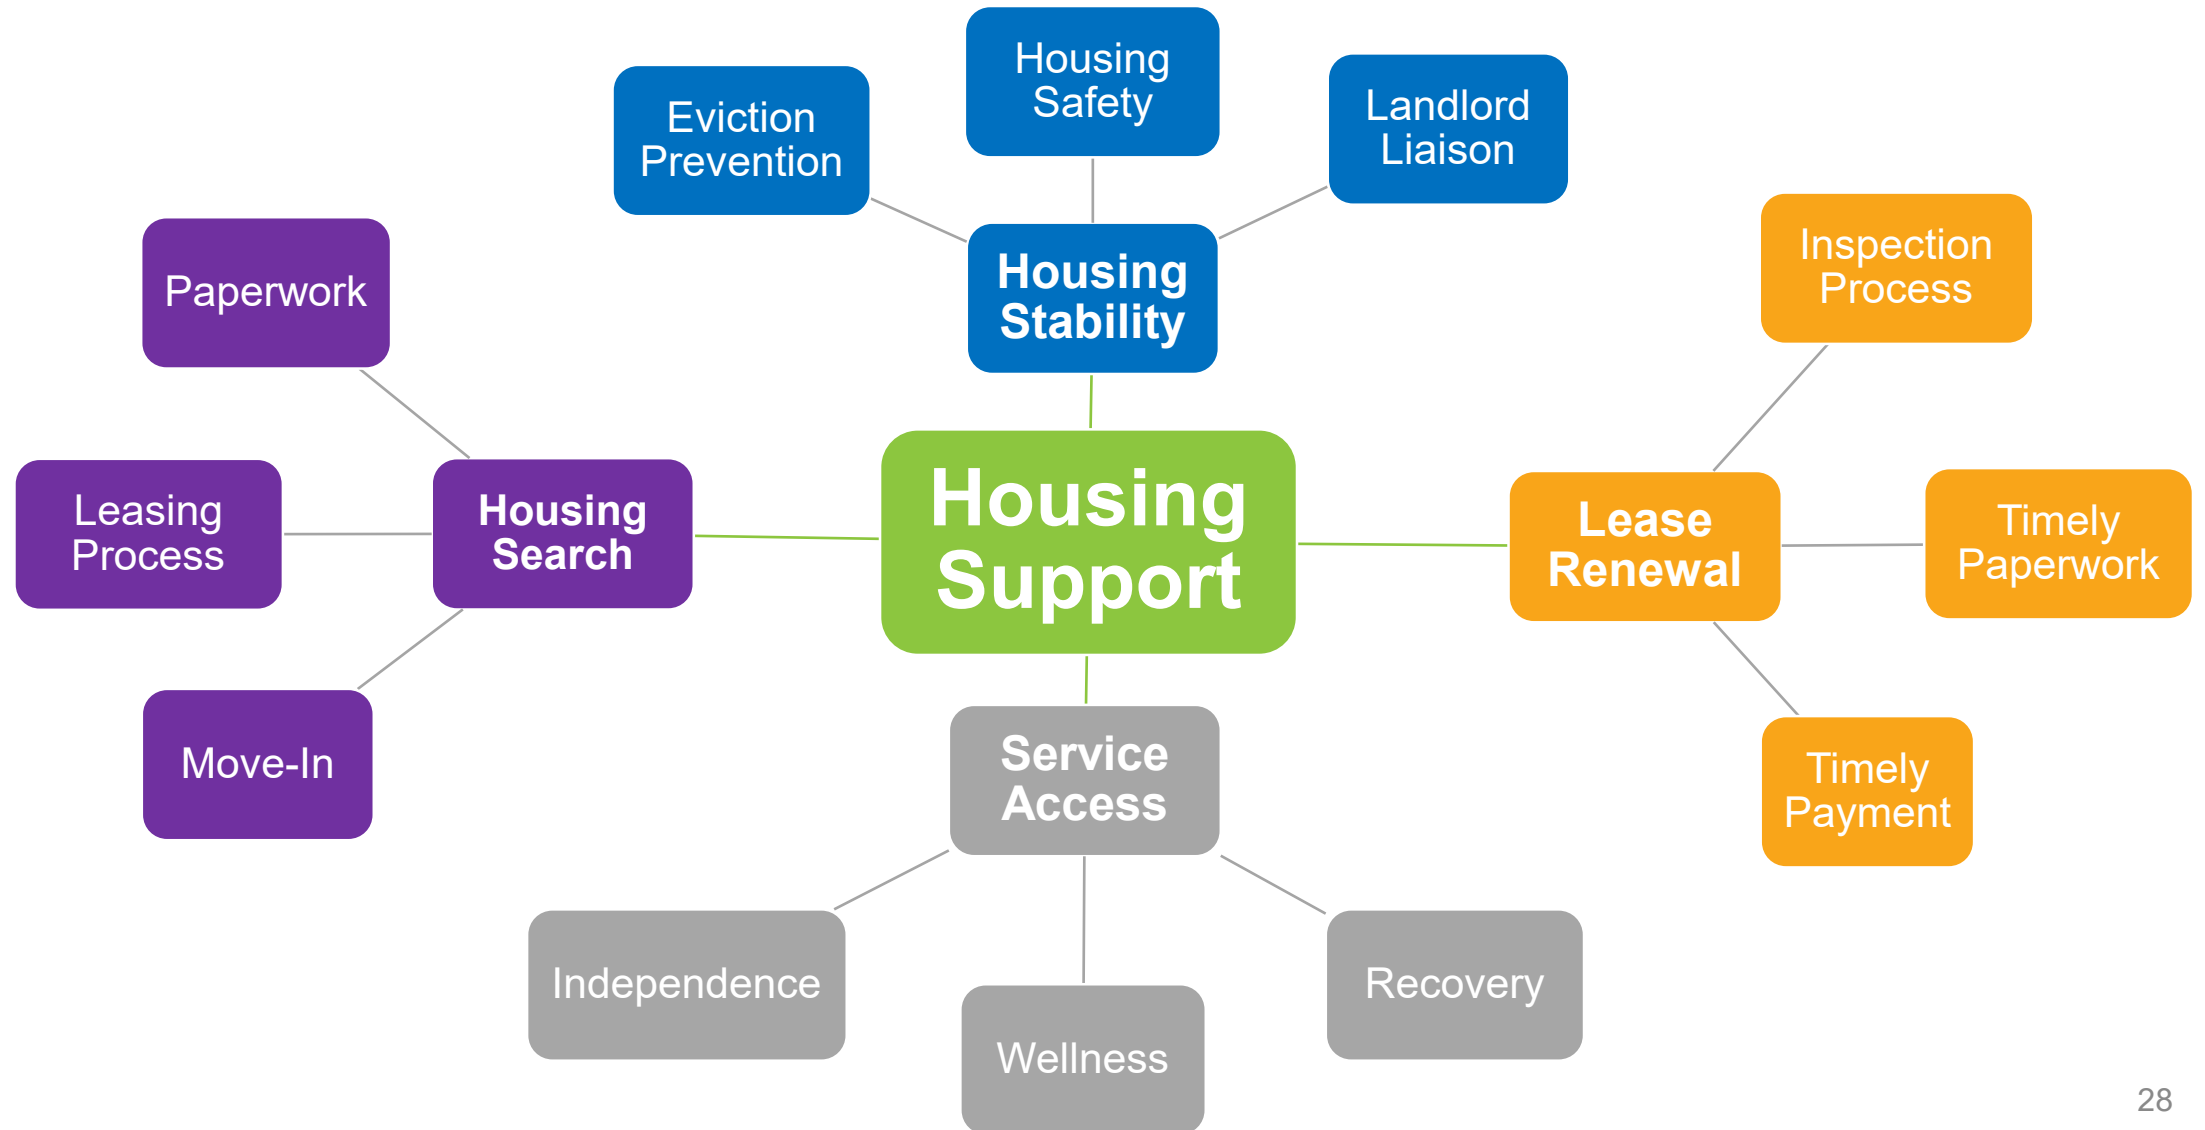 Housing
Safety
Eviction
Prevention
Landlord
Liaison
Housing
Stability
Paperwork
Leasing
Process
Housing
Search
Move-In
Housing
Support
Inspection
Process
Lease
Renewal
Timely
Paperwork
Timely
Payment
Service
Access
Independence
Wellness
Recovery
28